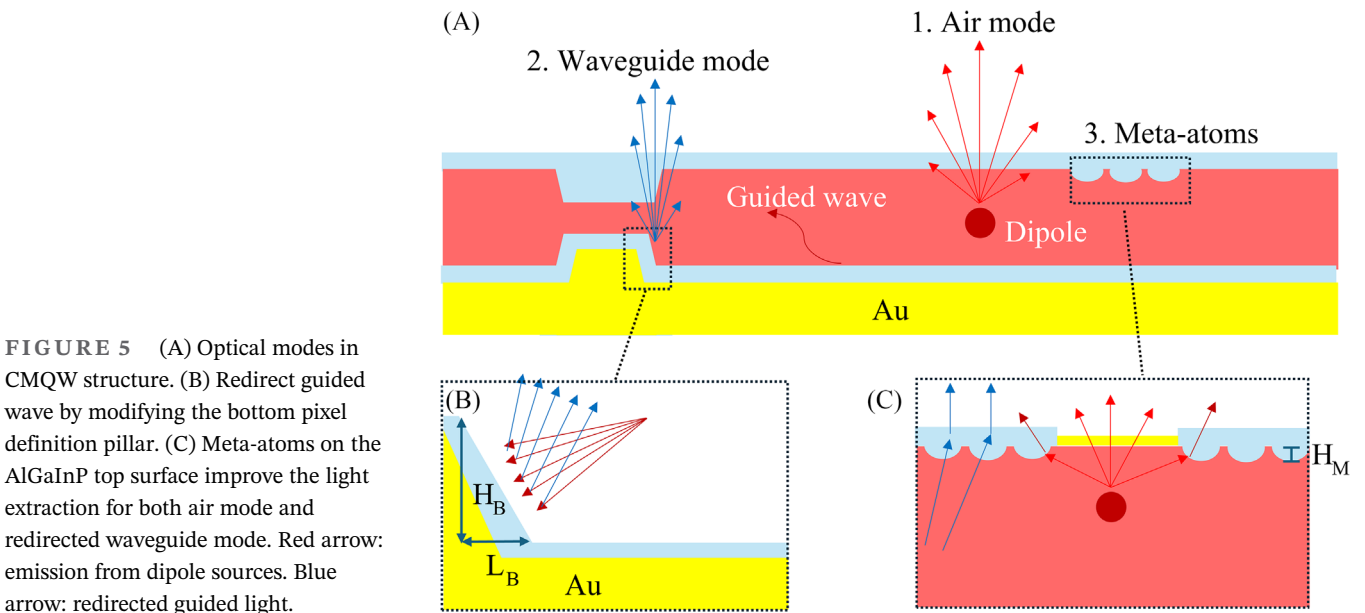 (A)
1. Air mode
2. Waveguide mode
3. Meta-atoms
Guided wave
Dipole
Au
FIGURE 5 (A) Optical modes in
CMQW structure. (B) Redirect guided
wave by modifying the bottom pixel
definition pillar. (C) Meta-atoms on the
AlGaInP top surface improve the light
extraction for both air mode and
redirected waveguide mode. Red arrow:
emission from dipole sources. Blue
arrow: redirected guided light.
(B)
H_B
L_B
Au
(C)
H_M